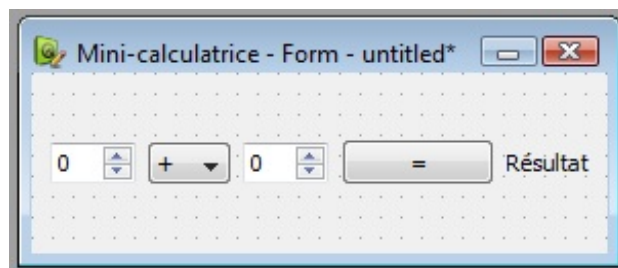 Mini-calculatrice - Form - untitled*
0 + 0 = Résultat